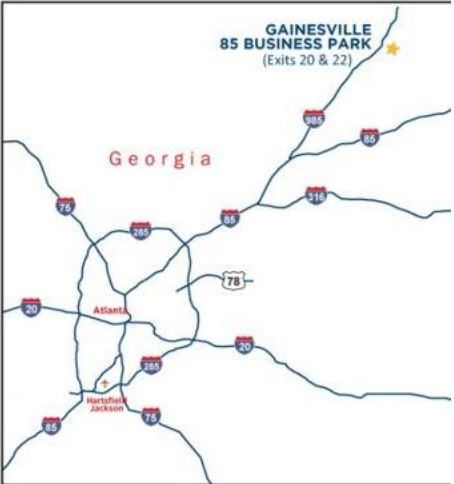 GAINESVILLE
85 BUSINESS PARK
(Exits 20 & 22)
985
85
Georgia
316
75
285
85
78
20
Atlanta
20
285
Hartsfield
Jackson
85
75